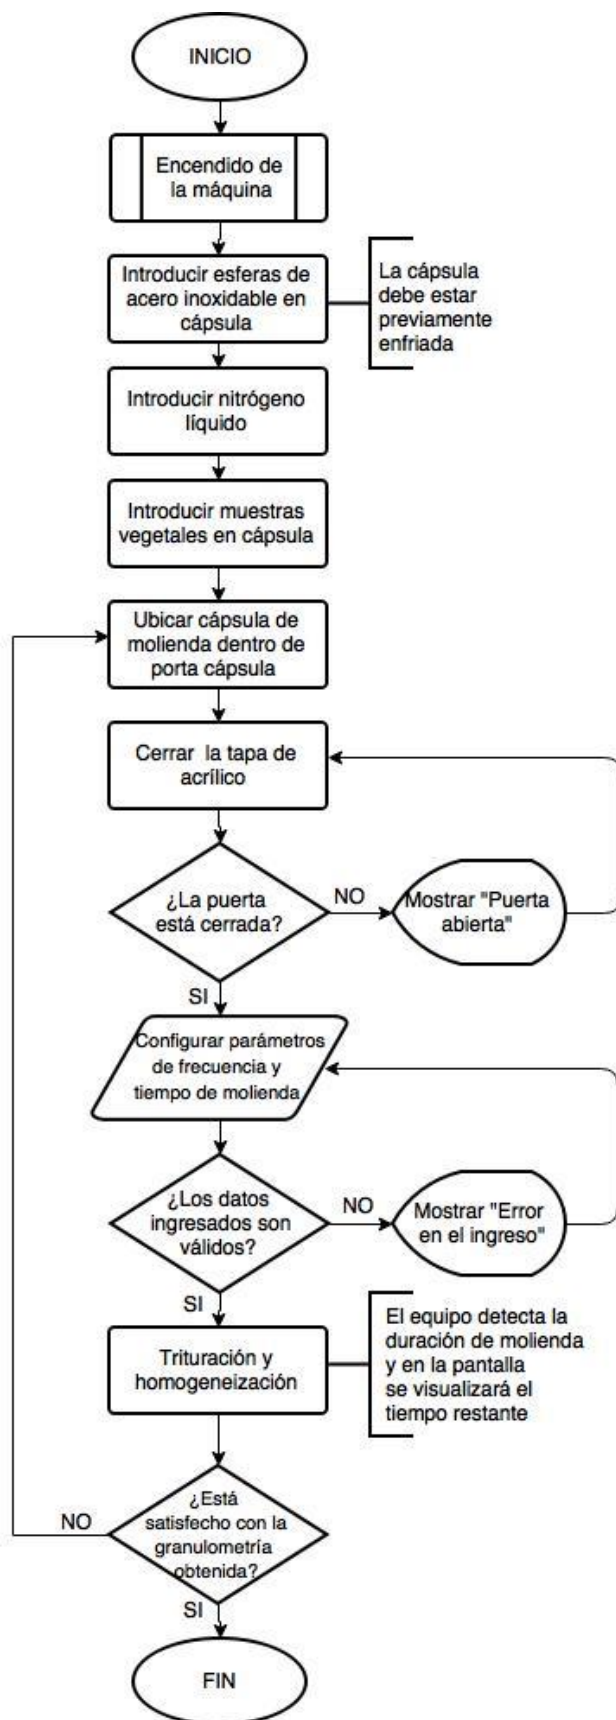 INICIO
Encendido de
la máquina
Introducir esferas de
acero inoxidable en
cápsula
La cápsula
debe estar
previamente
enfriada
Introducir nitrógeno
líquido
Introducir muestras
vegetales en cápsula
Ubicar cápsula de
molienda dentro de
porta cápsula
Cerrar la tapa de
acrílico
¿La puerta
está cerrada?
NO
Mostrar "Puerta
abierta"
SI
Configurar parámetros
de frecuencia y
tiempo de molienda
¿Los datos
ingresados son
válidos?
NO
Mostrar "Error
en el ingreso"
SI
Trituración y
homogeneización
El equipo detecta la
duración de molienda
y en la pantalla
se visualizará el
tiempo restante
¿Está
satisfecho con la
granulometría
obtenida?
NO
SI
FIN